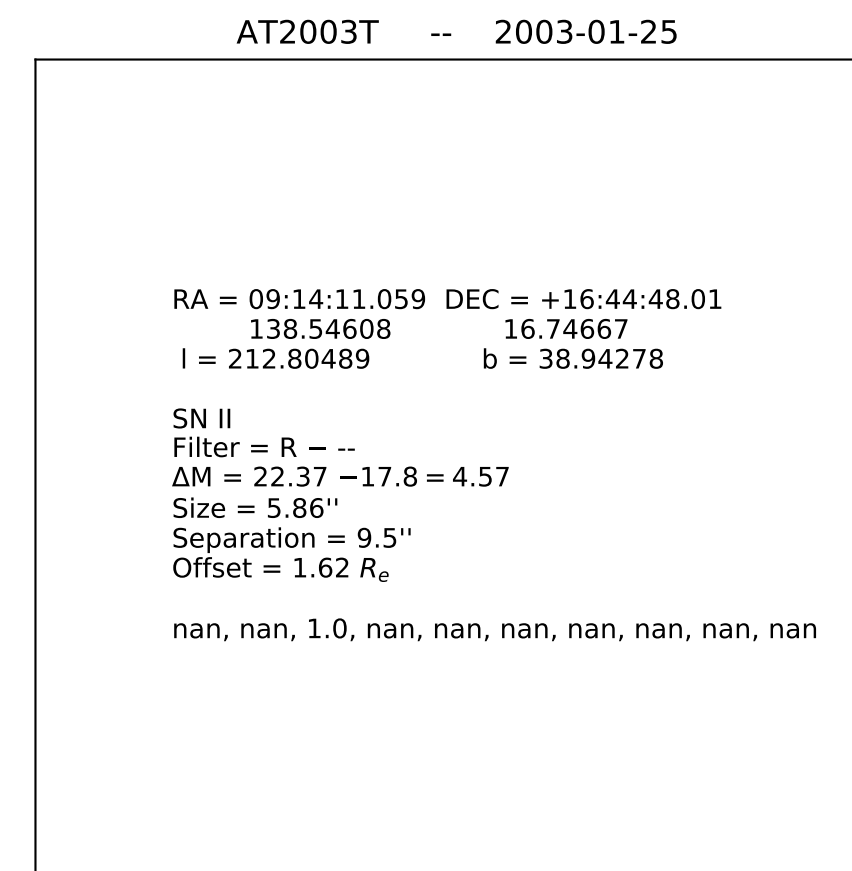 AT2003T -- 2003-01-25
RA = 09:14:11.059 DEC = +16:44:48.01
138.54608 16.74667
l = 212.80489 b = 38.94278
SN II
Filter = R − --
ΔM = 22.37 −17.8 = 4.57
Size = 5.86''
Separation = 9.5''
Offset = 1.62 Rₑ
nan, nan, 1.0, nan, nan, nan, nan, nan, nan, nan